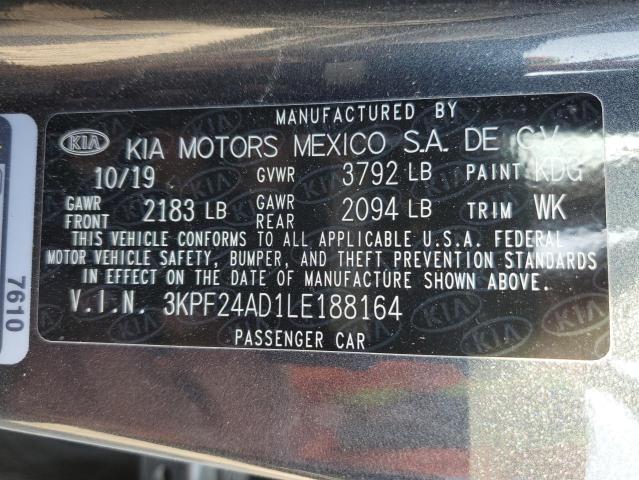 MANUFACTURED BY
KIA KIA MOTORS MEXICO S.A. DE C.V.
10/19 GVWR 3792 LB PAINT KDG
GAWR FRONT 2183 LB GAWR REAR 2094 LB TRIM WK
THIS VEHICLE CONFORMS TO ALL APPLICABLE U.S.A. FEDERAL
MOTOR VEHICLE SAFETY, BUMPER, AND THEFT PREVENTION STANDARDS
IN EFFECT ON THE DATE OF MANUFACTURE SHOWN ABOVE.
V.I.N. 3KPF24AD1LE188164
PASSENGER CAR
7610